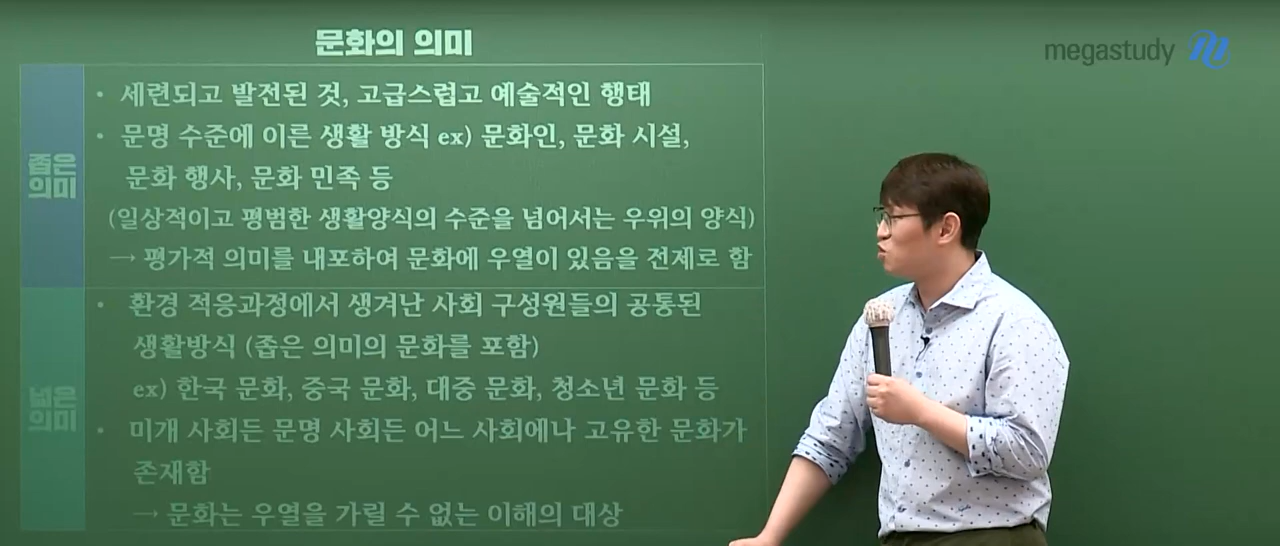 문화의 의미
megastudy
좁은
의미
• 세련되고 발전된 것, 고급스럽고 예술적인 행태
• 문명 수준에 이른 생활 방식 ex) 문화인, 문화 시설,
문화 행사, 문화 민족 등
(일상적이고 평범한 생활양식의 수준을 넘어서는 우위의 양식)
→ 평가적 의미를 내포하여 문화에 우열이 있음을 전제로 함
넓은
의미
• 환경 적응과정에서 생겨난 사회 구성원들의 공통된
생활방식 (좁은 의미의 문화를 포함)
ex) 한국 문화, 중국 문화, 대중 문화, 청소년 문화 등
• 미개 사회든 문명 사회든 어느 사회에나 고유한 문화가
존재함
→ 문화는 우열을 가릴 수 없는 이해의 대상